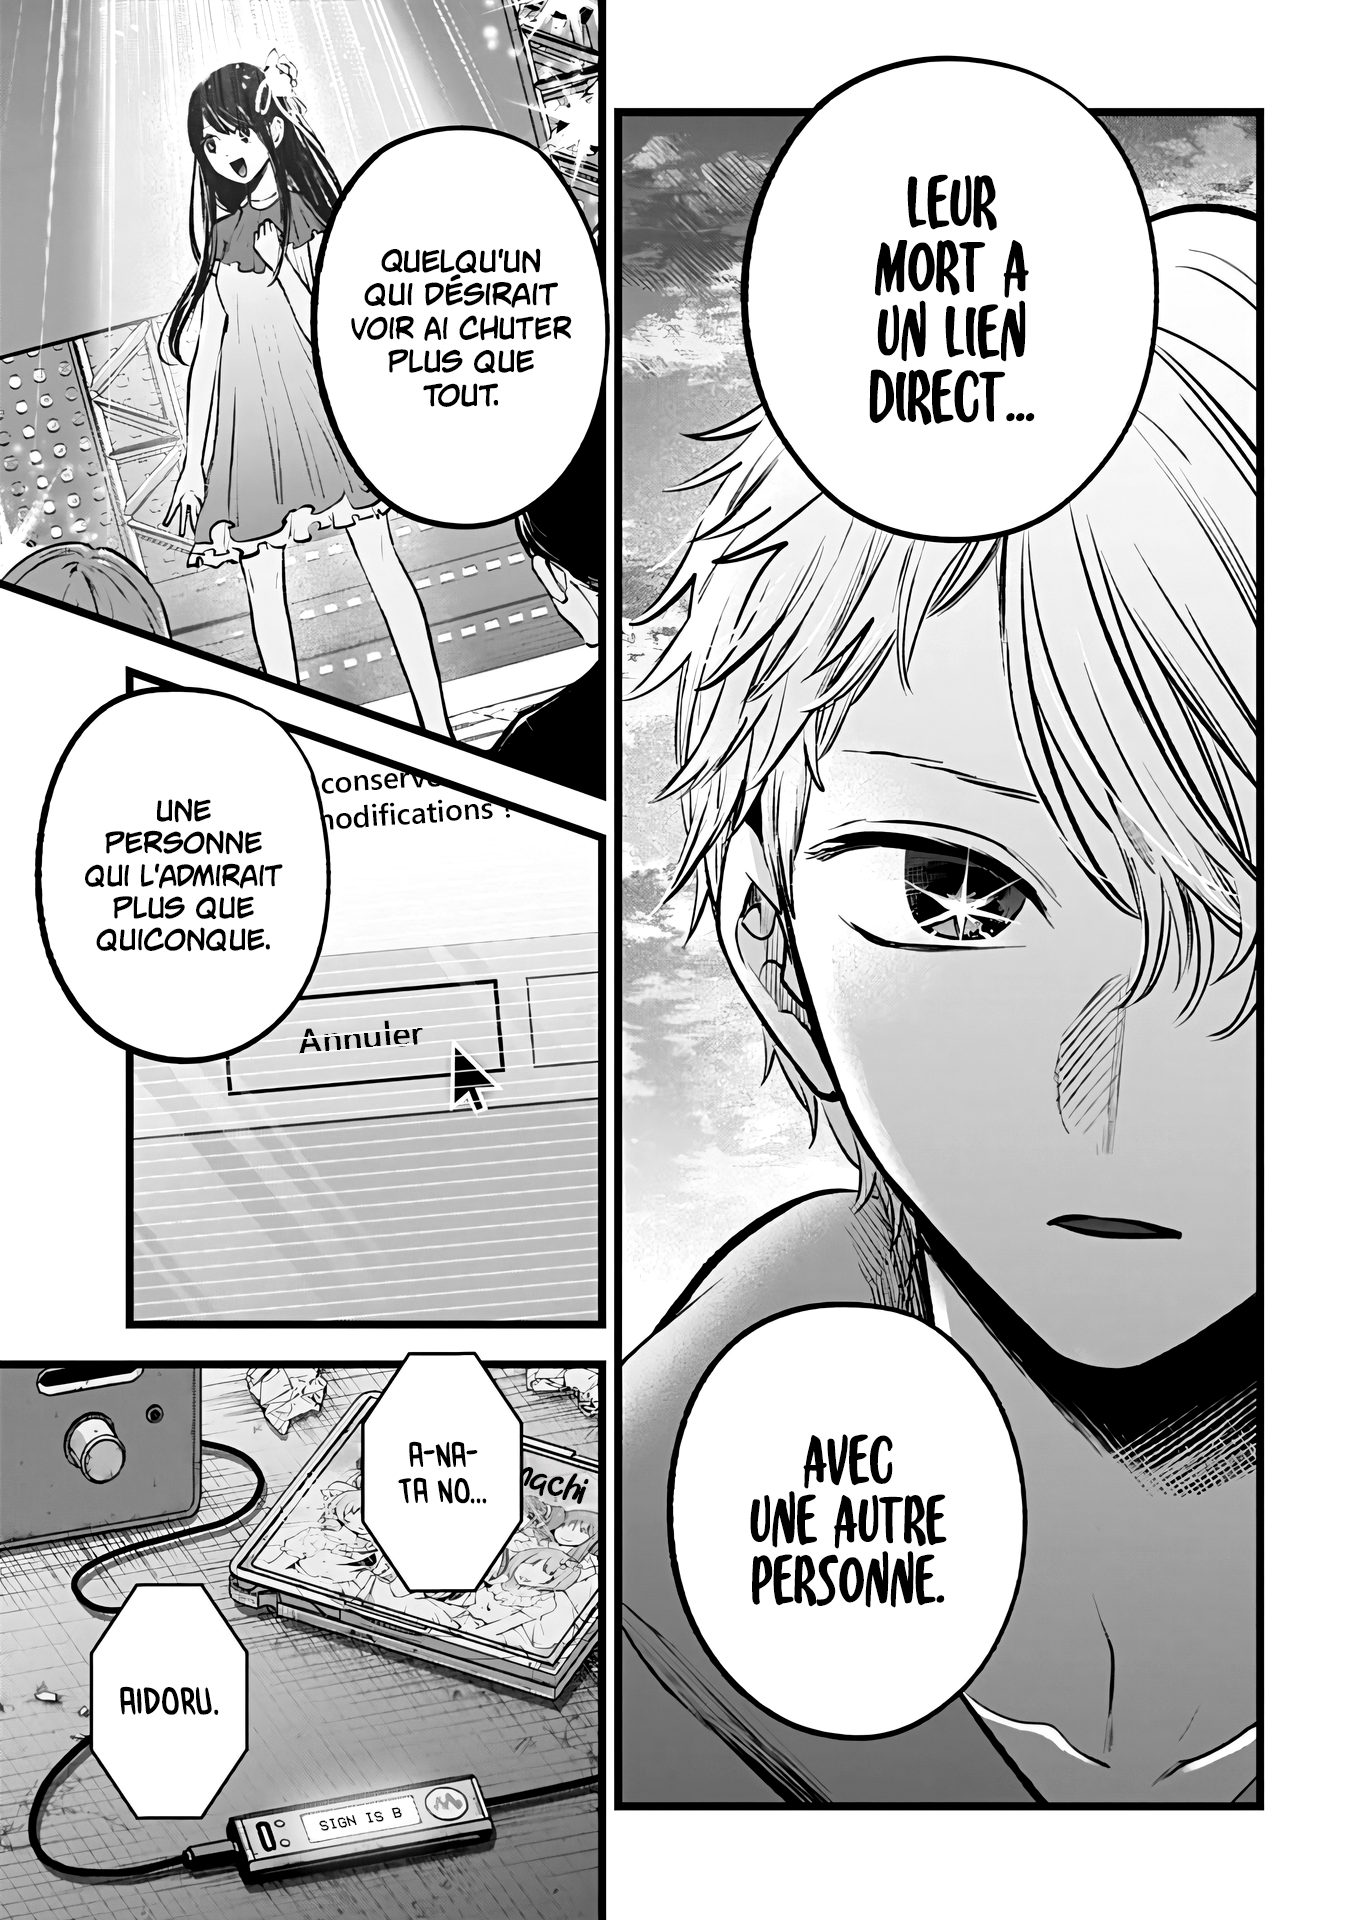 LEUR
MORT A
UN LIEN
DIRECT...
AVEC
UNE AUTRE
PERSONNE.
QUELQU'UN
QUI DÉSIRAIT
VOIR AI CHUTER
PLUS QUE
TOUT.
UNE
PERSONNE
QUI L'ADMIRAIT
PLUS QUE
QUICONQUE.
modifications ?
Annuler
A-NA-
TA NO...
AIDORU.
SIGN IS B